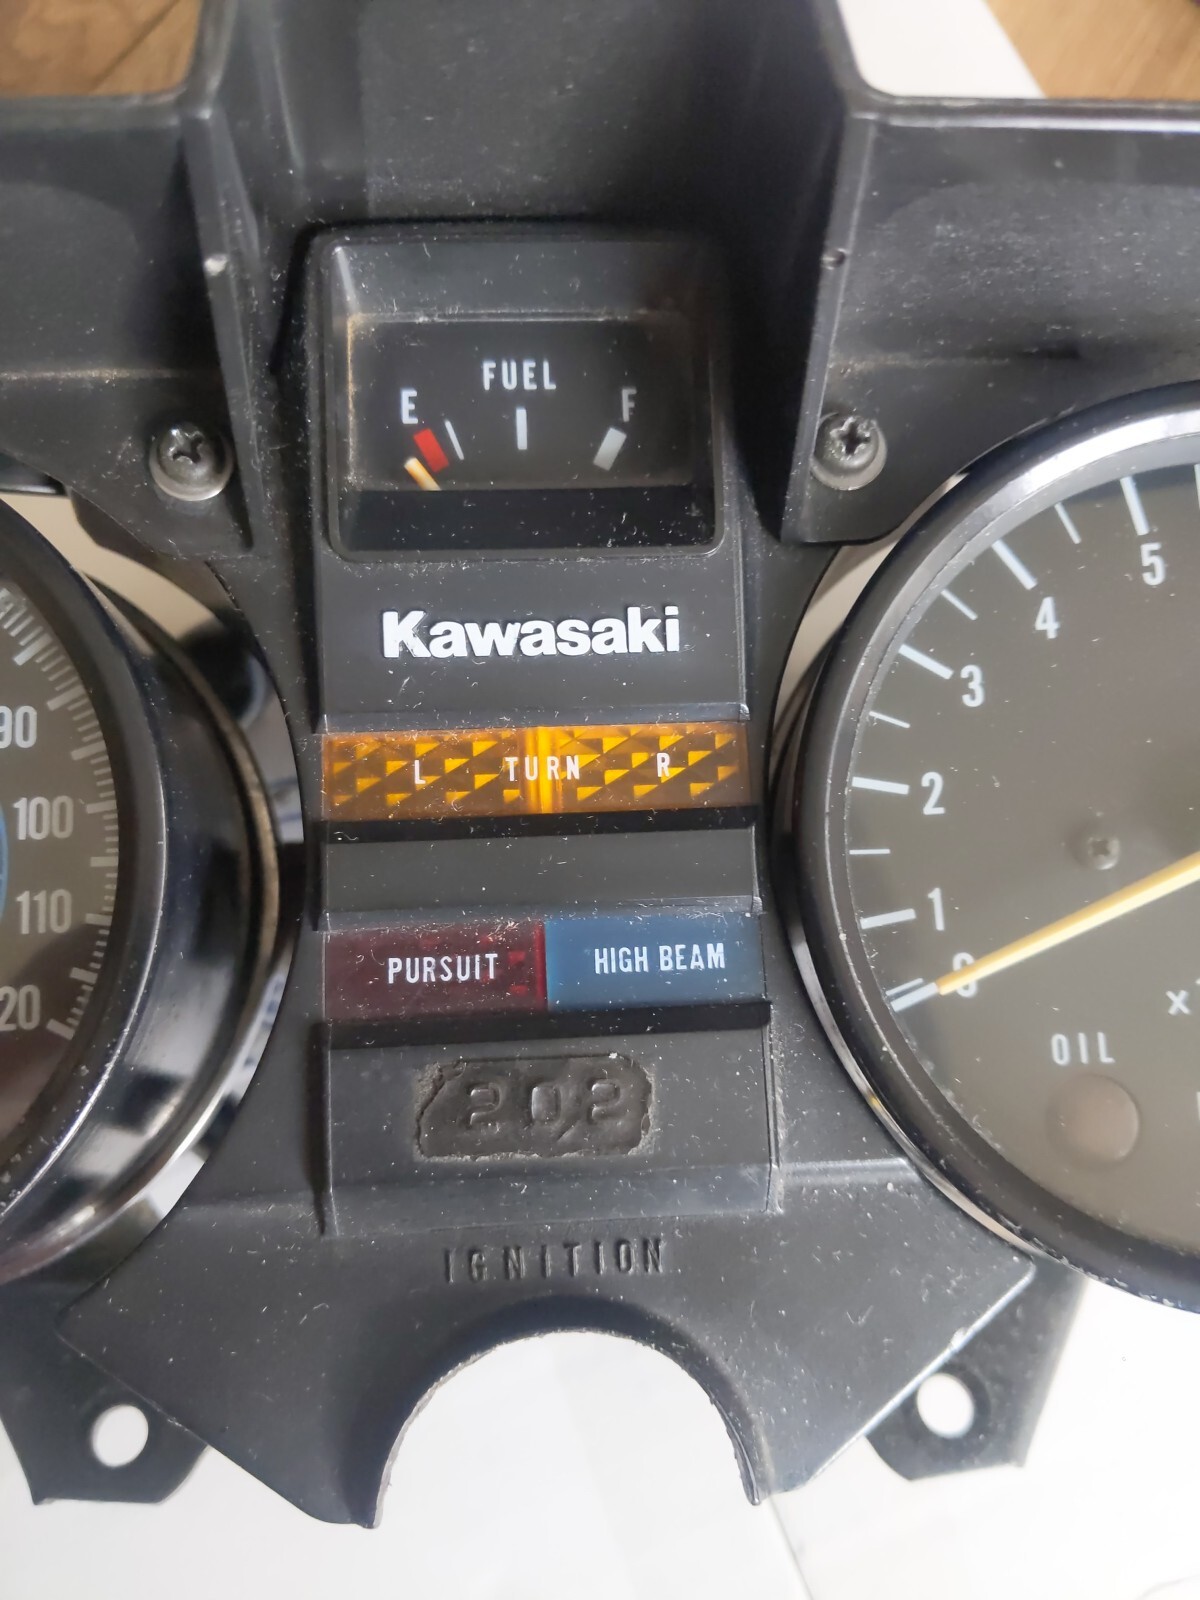 FUEL
E F
Kawasaki
L TURN R
PURSUIT HIGH BEAM
202
IGNITION
90
100
110
20
5
4
3
2
1
0
x
OIL